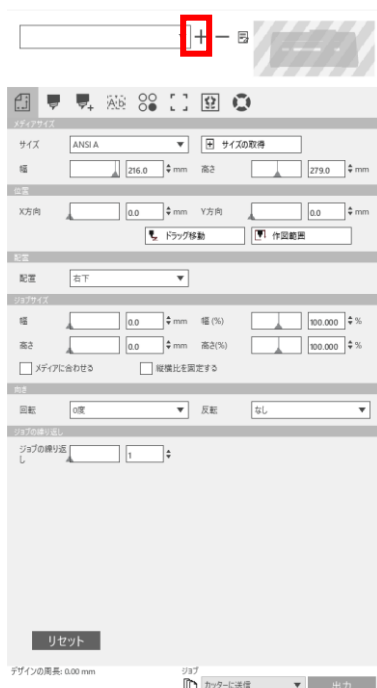 A:b
メディアサイズ
サイズ ANSI A サイズの取得
幅 216.0 mm 高さ 279.0 mm
位置
X方向 0.0 mm Y方向 0.0 mm
ドラッグ移動 作図範囲
配置
配置 右下
ジョブサイズ
幅 0.0 mm 幅(%) 100.000 %
高さ 0.0 mm 高さ(%) 100.000 %
メディアに合わせる 縦横比を固定する
向き
回転 0度 反転 なし
ジョブの繰り返し
ジョブの繰り返 1
し
リセット
デザインの周長: 0.00 mm ジョブ
カッターに送信 出力